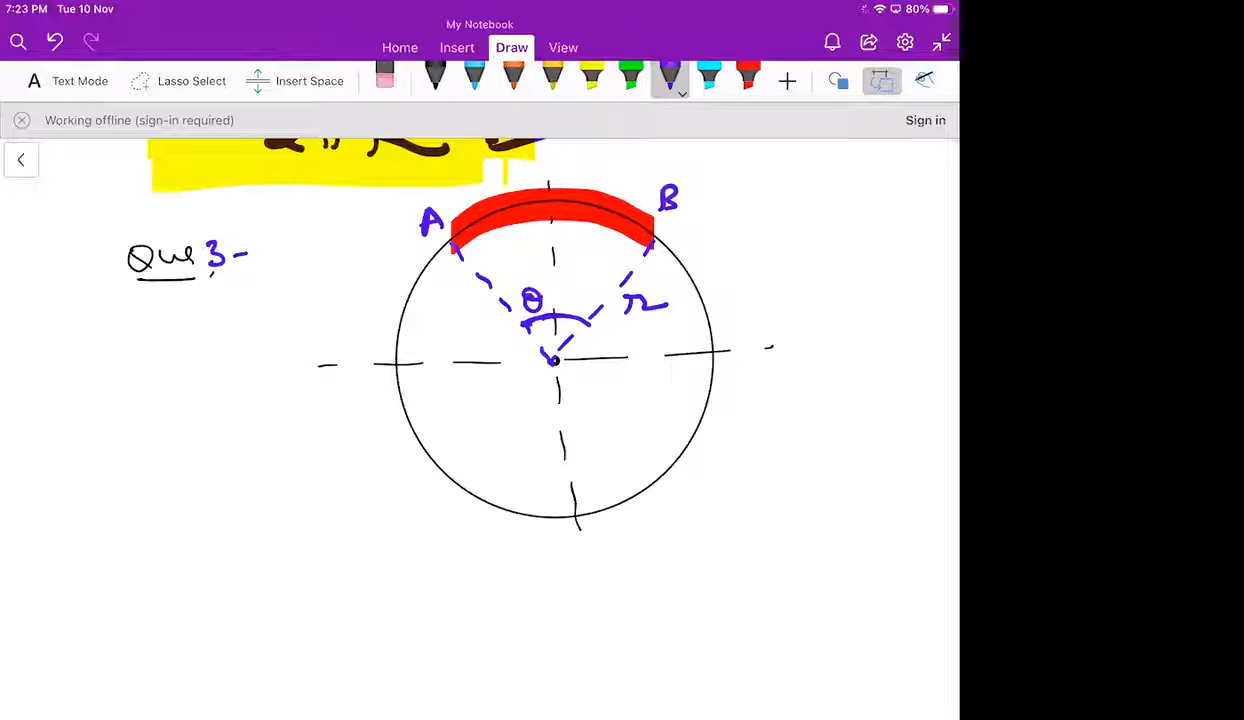 7:23 PM Tue 10 Nov
80%
My Notebook
Home Insert Draw View
A Text Mode Lasso Select Insert Space
Working offline (sign-in required) Sign in
Que 3-
A
B
θ
r